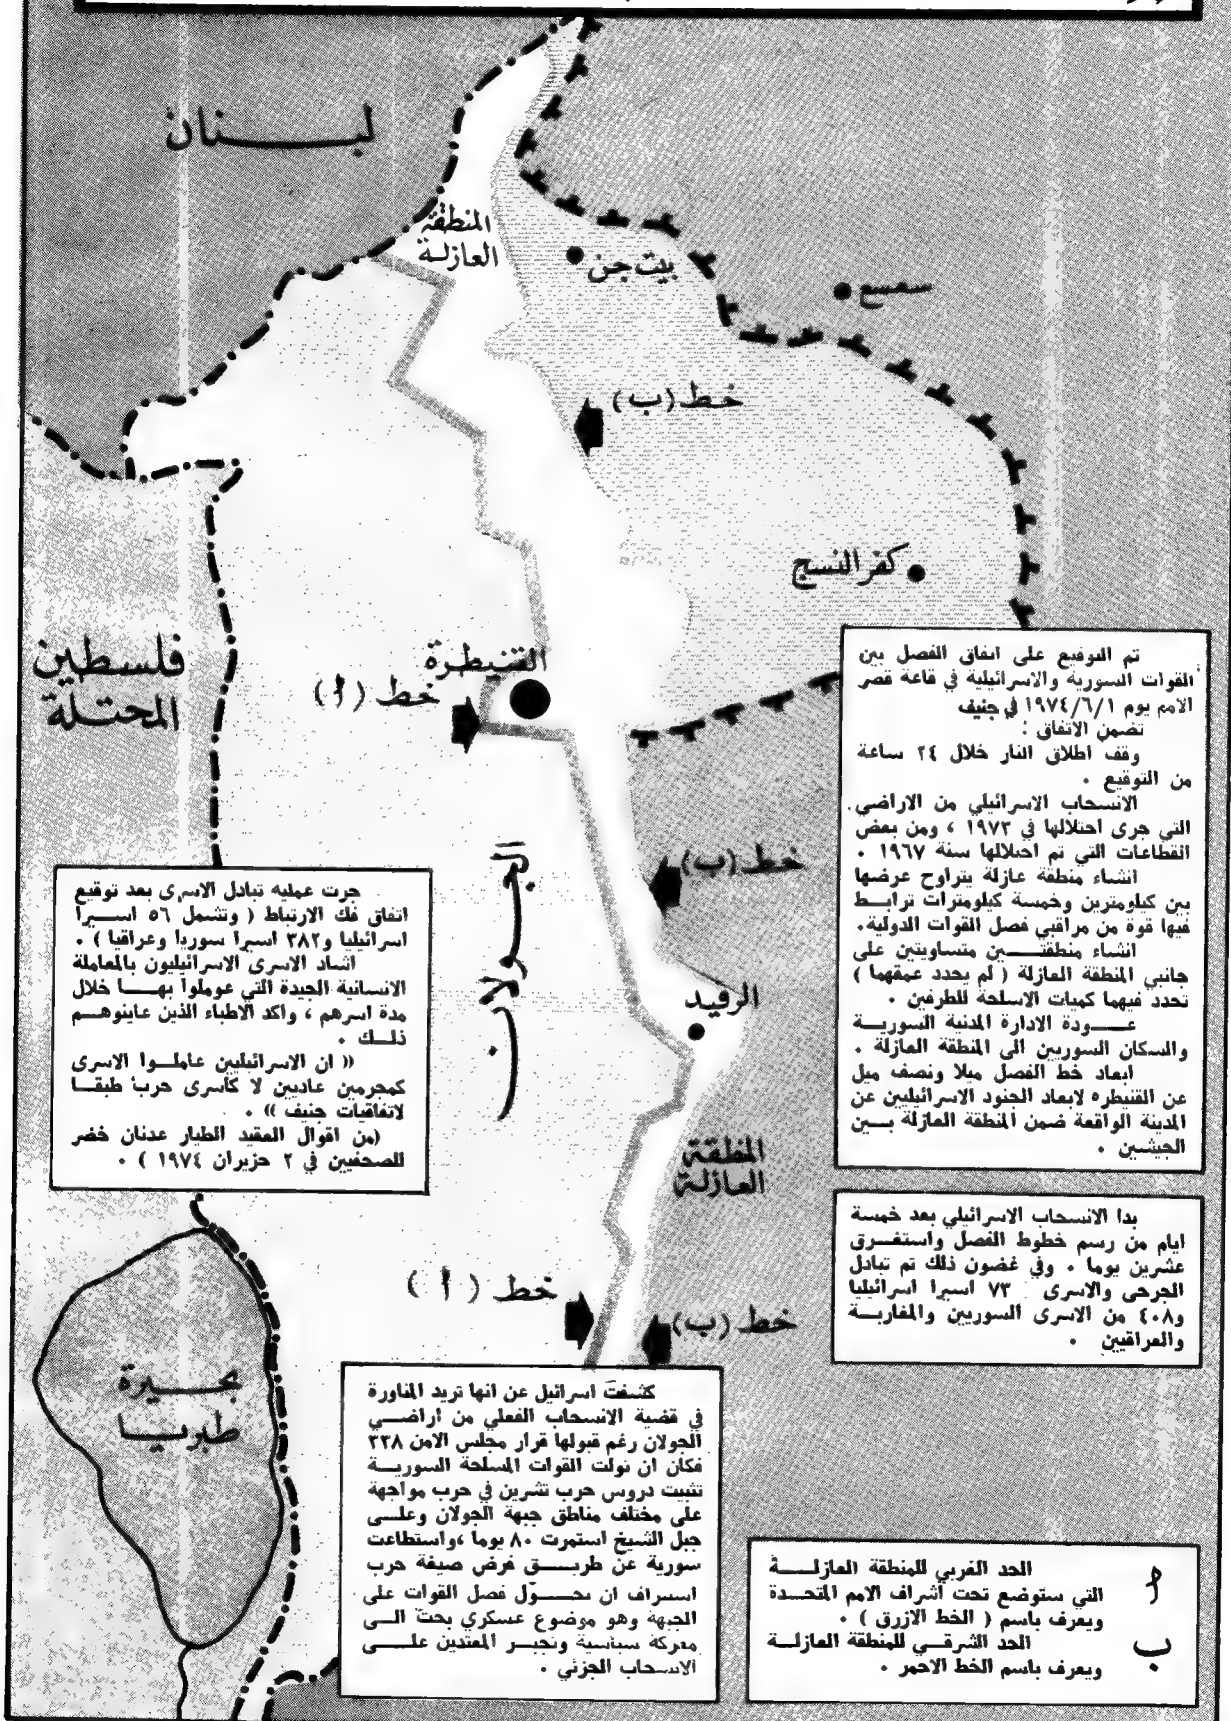 لبنان
المنطقة
العازلة
بيت جن
سعسع
خط (ب)
كفر النسج
القنيطرة
خط (أ)
فلسطين
المحتلة
تم التوقيع على اتفاق الفصل بين
القوات السورية والاسرائيلية في قاعة قصر
الامم يوم ١٩٧٤/٦/١ في جنيف
تضمن الاتفاق :
وقف اطلاق النار خلال ٢٤ ساعة
من التوقيع .
الانسحاب الاسرائيلي من الاراضي
التي جرى احتلالها في ١٩٧٣ ، ومن بعض
القطاعات التي تم احتلالها سنة ١٩٦٧ .
انشاء منطقة عازلة يتراوح عرضها
بين كيلومترين وخمسة كيلومترات ترابط
فيها قوة من مراقبي فصل القوات الدولية.
انشاء منطقتين متساويتين على
جانبي المنطقة العازلة ( لم يحدد عمقهما )
تحدد فيهما كميات الاسلحة للطرفين .
عودة الادارة المدنية السورية
والسكان السوريين الى المنطقة العازلة .
ابعاد خط الفصل ميلا ونصف ميل
عن القنيطره لابعاد الجنود الاسرائيليين عن
المدينة الواقعة ضمن المنطقة العازلة بين
الجيشين .
خط (ب)
الجولان
الرفيد
جرت عمليه تبادل الاسرى بعد توقيع
اتفاق فك الارتباط ( وتشمل ٥٦ اسيرا
اسرائيليا و٣٨٢ اسيرا سوريا وعراقيا ) .
اشاد الاسرى الاسرائيليون بالمعاملة
الانسانية الجيدة التي عوملوا بها خلال
مدة اسرهم ، واكد الاطباء الذين عاينوهم
ذلك .
(( ان الاسرائيليين عاملوا الاسرى
كمجرمين عاديين لا كأسرى حرب طبقا
لاتفاقيات جنيف )) .
(من اقوال العقيد الطيار عدنان خضر
للصحفيين في ٢ حزيران ١٩٧٤ ) .
المنطقة
العازلة
بدا الانسحاب الاسرائيلي بعد خمسة
ايام من رسم خطوط الفصل واستغرق
عشرين يوما . وفي غضون ذلك تم تبادل
الجرحى والاسرى ٧٣ اسيرا اسرائيليا
و٤٠٨ من الاسرى السوريين والمغاربة
والعراقيين .
خط (أ)
خط (ب)
بحيرة
طبريا
كشفت اسرائيل عن انها تريد المناورة
في قضية الانسحاب الفعلي من اراضي
الجولان رغم قبولها قرار مجلس الامن ٣٣٨
فكان ان تولت القوات المسلحة السورية
تثبيت دروس حرب تشرين في حرب مواجهة
على مختلف مناطق جبهة الجولان وعلى
جبل الشيخ استمرت ٨٠ يوما ،واستطاعت
سورية عن طريق فرض صيغة حرب
استنزاف ان تحول فصل القوات على
الجبهة وهو موضوع عسكري بحت الى
معركة سياسية وتجبر المعتدين على
الانسحاب الجزئي .
أ
الحد الغربي للمنطقة العازلة
التي ستوضع تحت اشراف الامم المتحدة
ويعرف باسم ( الخط الازرق ) .
ب
الحد الشرقي للمنطقة العازلة
ويعرف باسم الخط الاحمر .